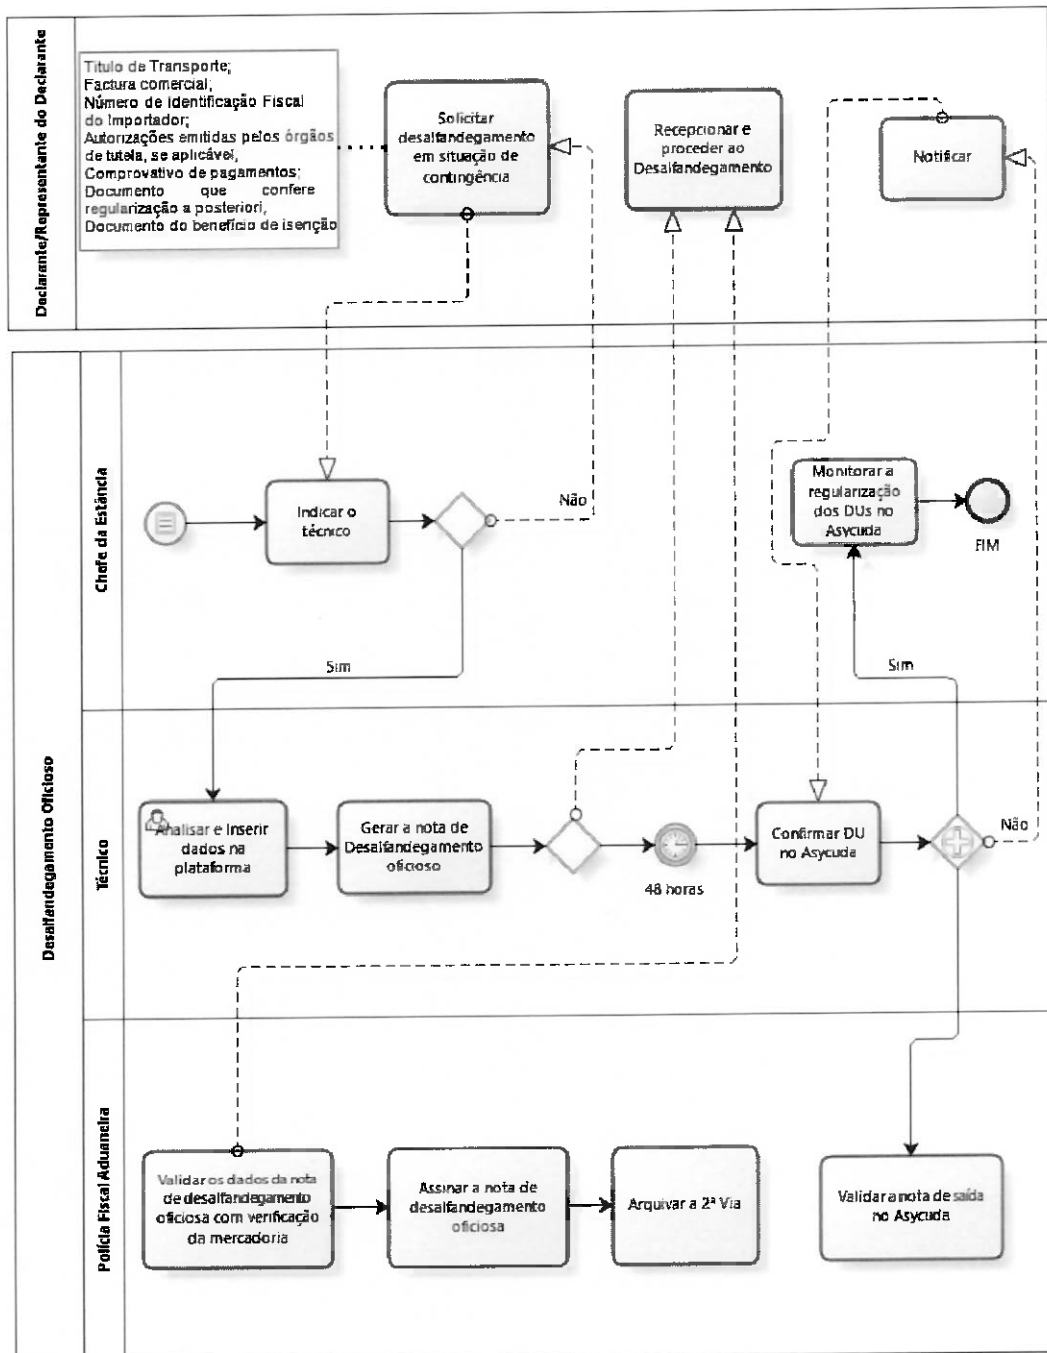 Declarante/Representante do Declarante
Título de Transporte;
Factura comercial;
Número de Identificação Fiscal
do Importador;
Autorizações emitidas pelos órgãos
de tutela, se aplicável,
Comprovativo de pagamentos;
Documento que confere
regularização a posteriori,
Documento do benefício de isenção
Solicitar
desalfandegamento
em situação de
contingência
Recepcionar e
proceder ao
Desalfandegamento
Notificar
Desalfandegamento Oficioso
Chefe da Estância
Indicar o
técnico
Não
Sim
Monitorar a
regularização
dos DUs no
Asycuda
FIM
Sim
Técnico
Analisar e Inserir
dados na
plataforma
Gerar a nota de
Desalfandegamento
oficioso
48 horas
Confirmar DU
no Asycuda
Não
Polícia Fiscal Aduaneira
Validar os dados da nota
de desalfandegamento
oficiosa com verificação
da mercadoria
Assinar a nota de
desalfandegamento
oficiosa
Arquivar a 2ª Via
Validar a nota de saída
no Asycuda